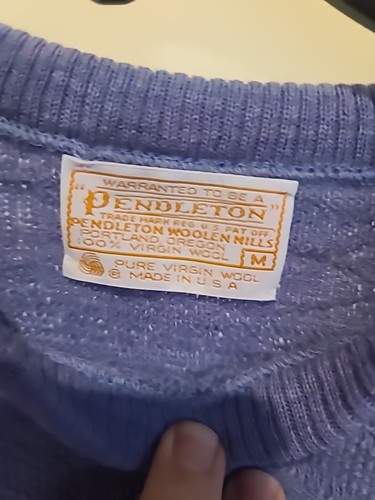 WARRANTED TO BE A
"PENDLETON"
TRADE MARK REG. U.S. PAT. OFF.
PENDLETON WOOLEN MILLS
PORTLAND, OREGON
100% VIRGIN WOOL
M
PURE VIRGIN WOOL
® MADE IN U S A